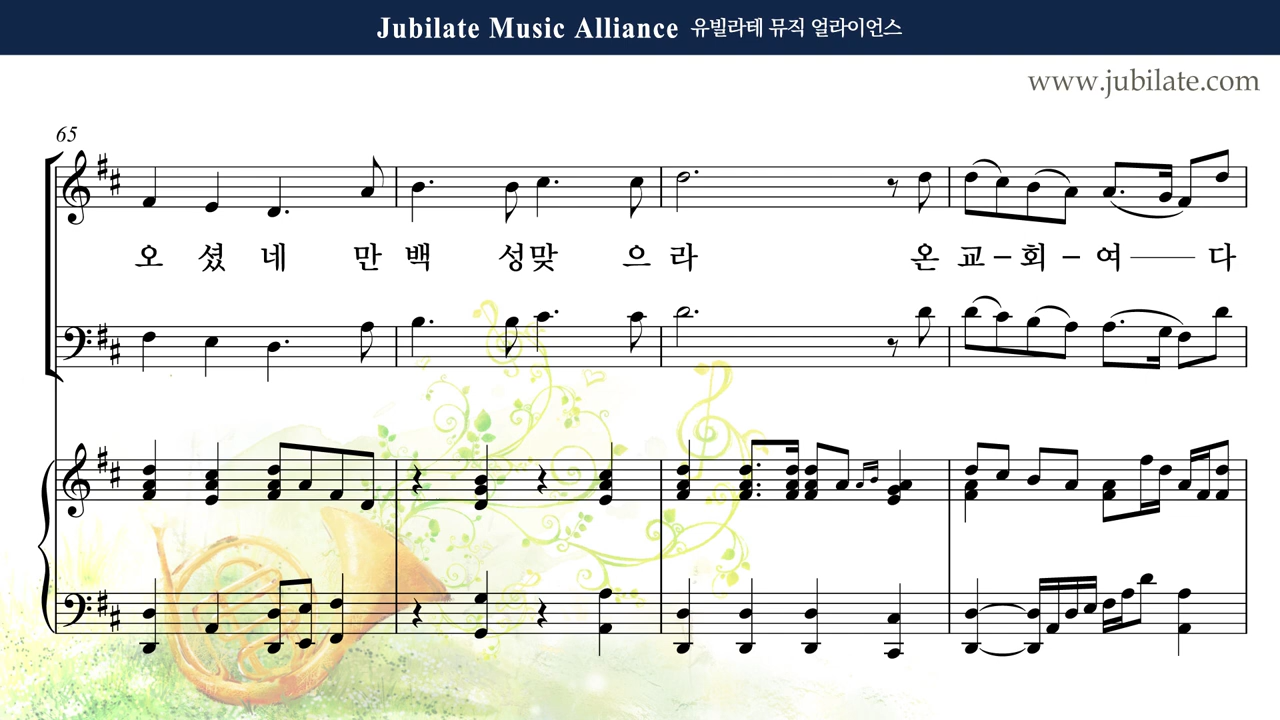 Jubilate Music Alliance 유빌라테 뮤직 얼라이언스
www.jubilate.com
65
오 셨 네 만 백 성 맞 으 라 온 교 - 회 - 여 — 다